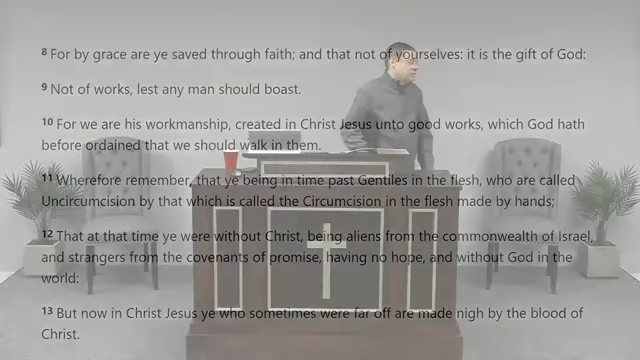 8 For by grace are ye saved through faith; and that not of yourselves: it is the gift of God:
9 Not of works, lest any man should boast.
10 For we are his workmanship, created in Christ Jesus unto good works, which God hath
before ordained that we should walk in them.
11 Wherefore remember, that ye being in time past Gentiles in the flesh, who are called
Uncircumcision by that which is called the Circumcision in the flesh made by hands;
12 That at that time ye were without Christ, being aliens from the commonwealth of Israel,
and strangers from the covenants of promise, having no hope, and without God in the
world:
13 But now in Christ Jesus ye who sometimes were far off are made nigh by the blood of
Christ.